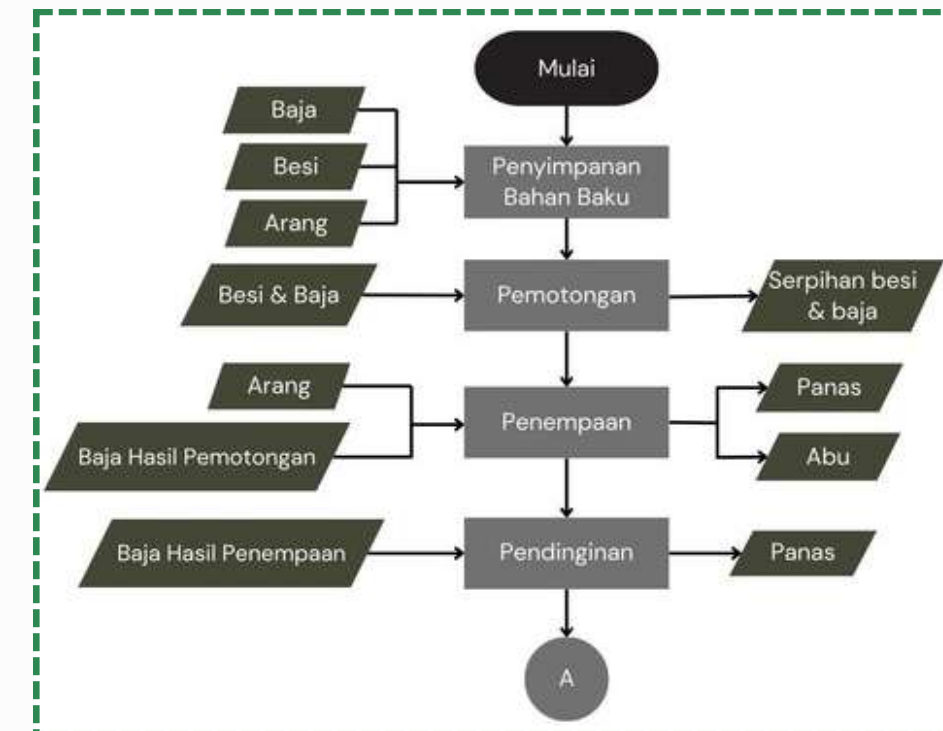 Mulai
Baja
Besi
Arang
Penyimpanan
Bahan Baku
Besi & Baja
Pemotongan
Serpihan besi
& baja
Arang
Baja Hasil Pemotongan
Penempaan
Panas
Abu
Baja Hasil Penempaan
Pendinginan
Panas
A